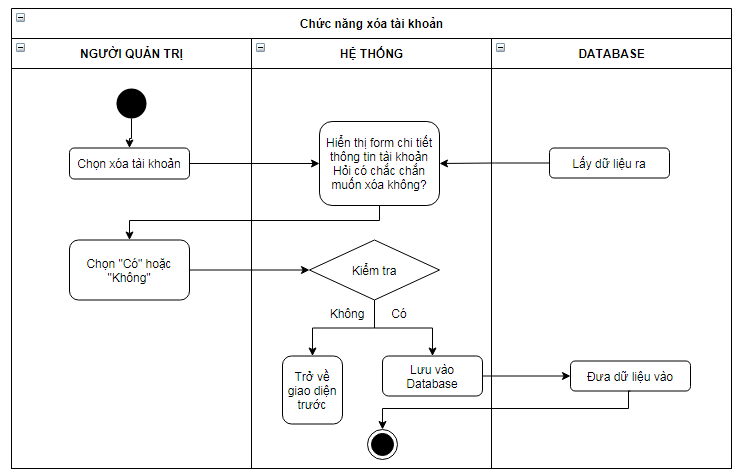 Chức năng xóa tài khoản
NGƯỜI QUẢN TRỊ
HỆ THỐNG
DATABASE
Chọn xóa tài khoản
Hiển thị form chi tiết
thông tin tài khoản
Hỏi có chắc chắn
muốn xóa không?
Lấy dữ liệu ra
Chọn "Có" hoặc
"Không"
Kiểm tra
Không
Có
Trở về
giao diện
trước
Lưu vào
Database
Đưa dữ liệu vào